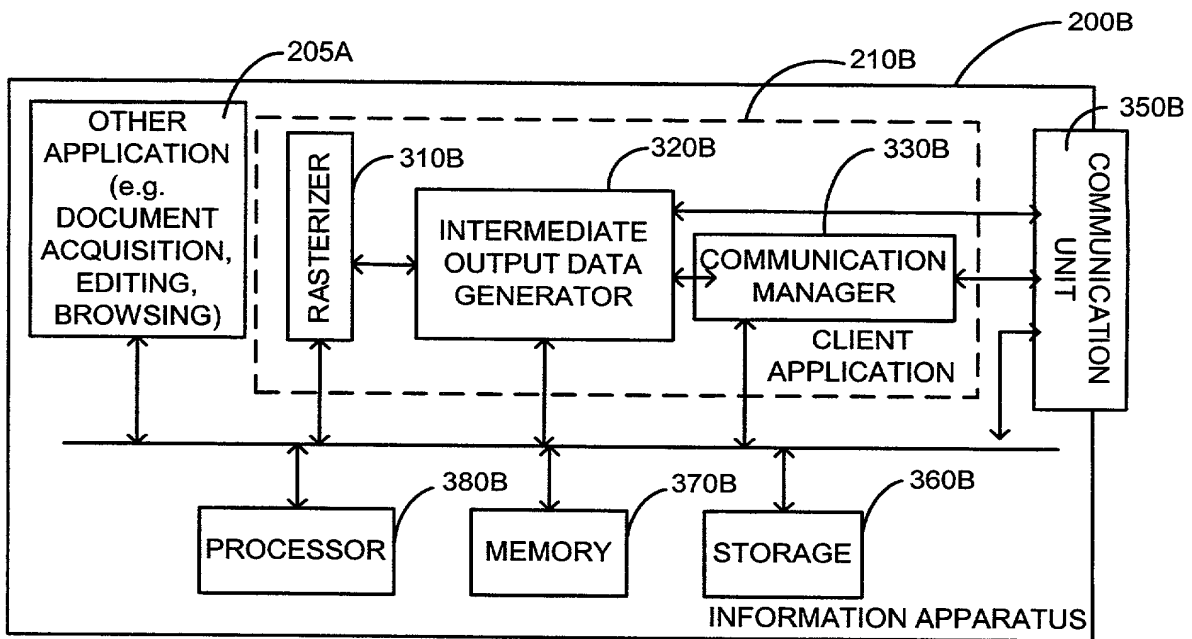 205A
200B
210B
350B
OTHER
APPLICATION
(e.g.
DOCUMENT
ACQUISITION,
EDITING,
BROWSING)
RASTERIZER
310B
320B
INTERMEDIATE
OUTPUT DATA
GENERATOR
330B
COMMUNICATION
MANAGER
CLIENT
APPLICATION
COMMUNICATION
UNIT
380B
PROCESSOR
370B
MEMORY
360B
STORAGE
INFORMATION APPARATUS